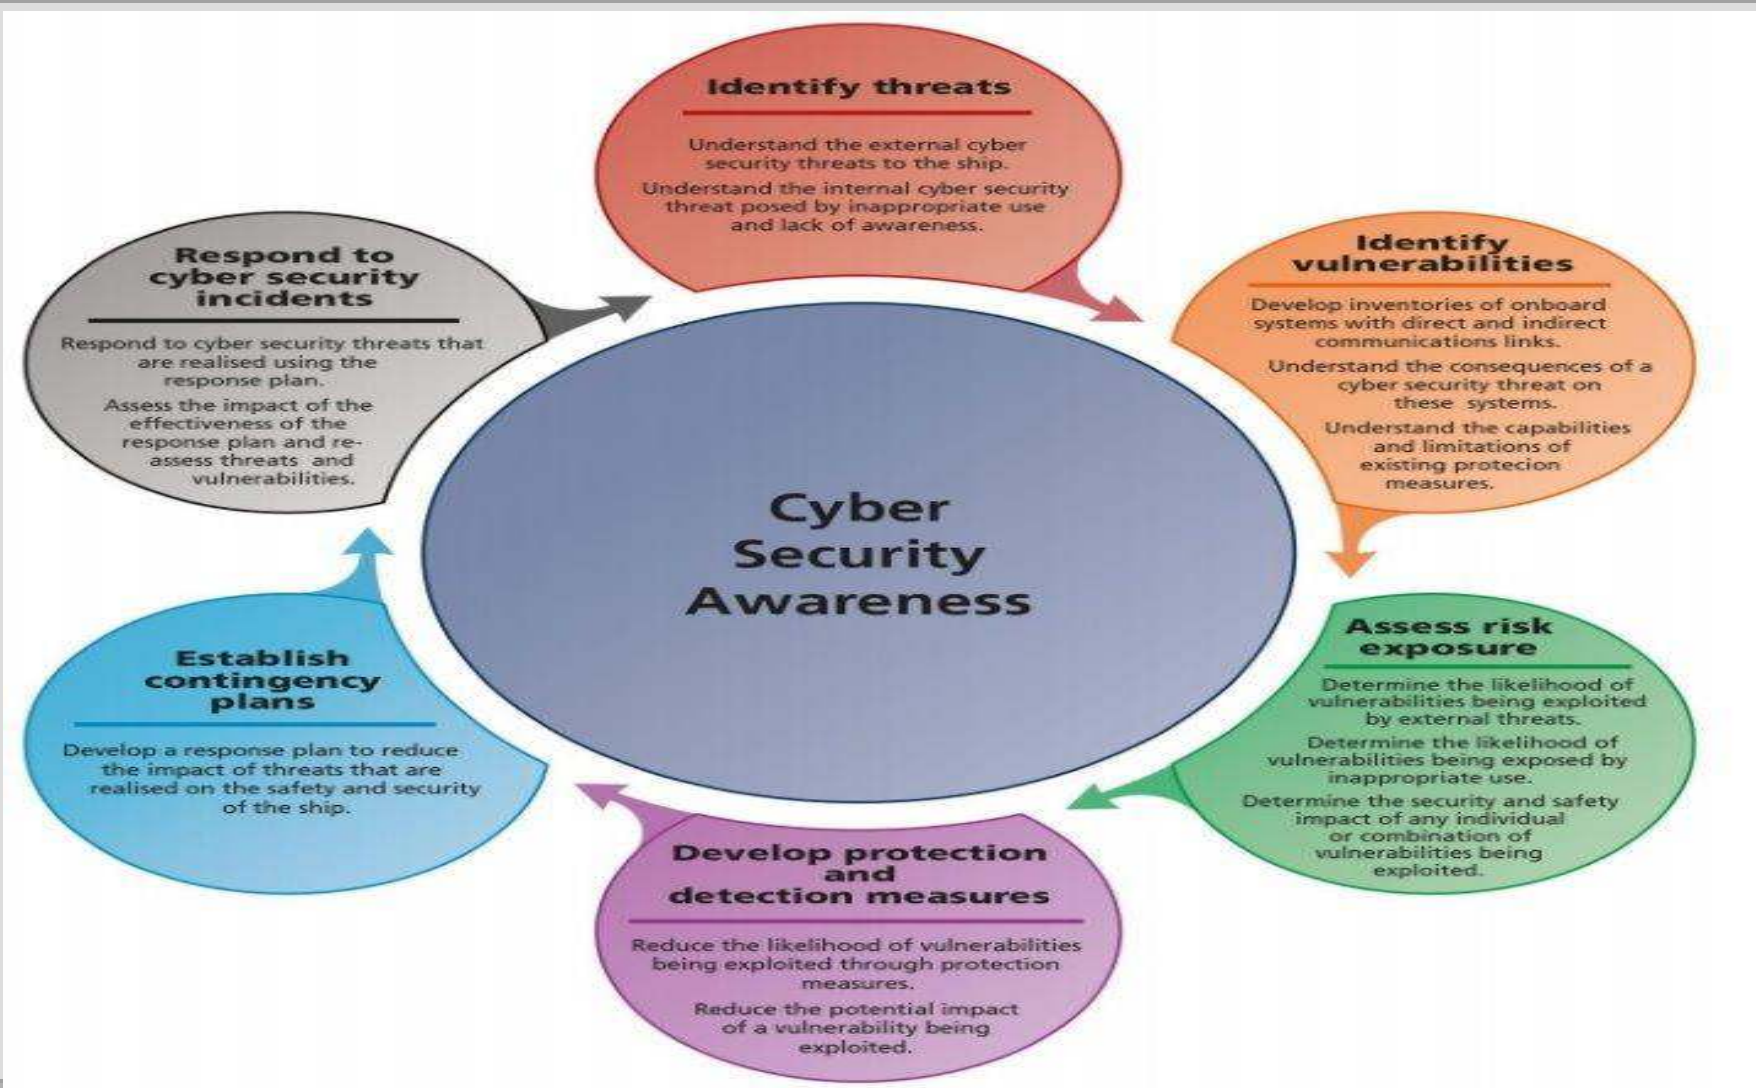 Identify threats
Understand the external cyber
security threats to the ship.
Understand the internal cyber security
threat posed by inappropriate use
and lack of awareness.
Identify
vulnerabilities
Develop inventories of onboard
systems with direct and indirect
communications links.
Understand the consequences of a
cyber security threat on
these systems.
Understand the capabilities
and limitations of
existing protecion
measures.
Assess risk
exposure
Determine the likelihood of
vulnerabilities being exploited
by external threats.
Determine the likelihood of
vulnerabilities being exposed by
inappropriate use.
Determine the security and safety
impact of any individual
or combination of
vulnerabilities being
exploited.
Develop protection
and
detection measures
Reduce the likelihood of vulnerabilities
being exploited through protection
measures.
Reduce the potential impact
of a vulnerability being
exploited.
Establish
contingency
plans
Develop a response plan to reduce
the impact of threats that are
realised on the safety and security
of the ship.
Respond to
cyber security
incidents
Respond to cyber security threats that
are realised using the
response plan.
Assess the impact of the
effectiveness of the
response plan and re-
assess threats and
vulnerabilities.
Cyber
Security
Awareness